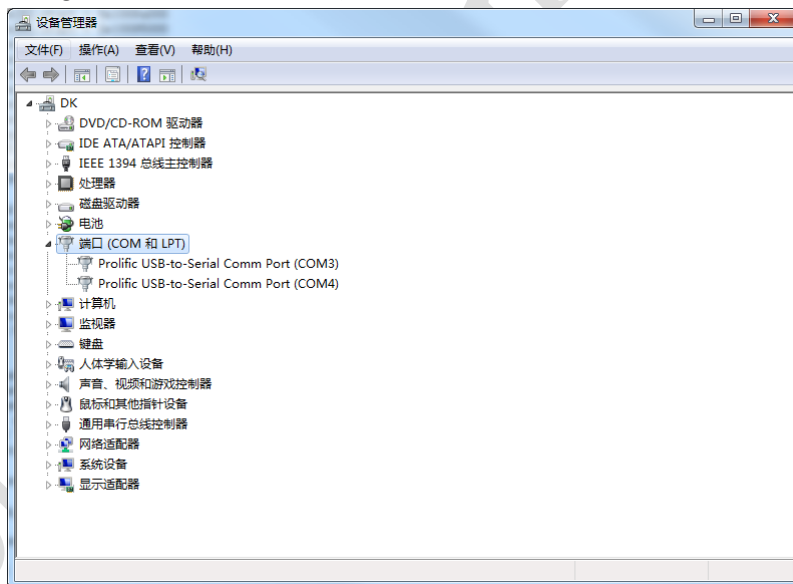 设备管理器
文件(F) 操作(A) 查看(V) 帮助(H)
DK
DVD/CD-ROM 驱动器
IDE ATA/ATAPI 控制器
IEEE 1394 总线主控制器
处理器
磁盘驱动器
电池
端口 (COM 和 LPT)
Prolific USB-to-Serial Comm Port (COM3)
Prolific USB-to-Serial Comm Port (COM4)
计算机
监视器
键盘
人体学输入设备
声音、视频和游戏控制器
鼠标和其他指针设备
通用串行总线控制器
网络适配器
系统设备
显示适配器